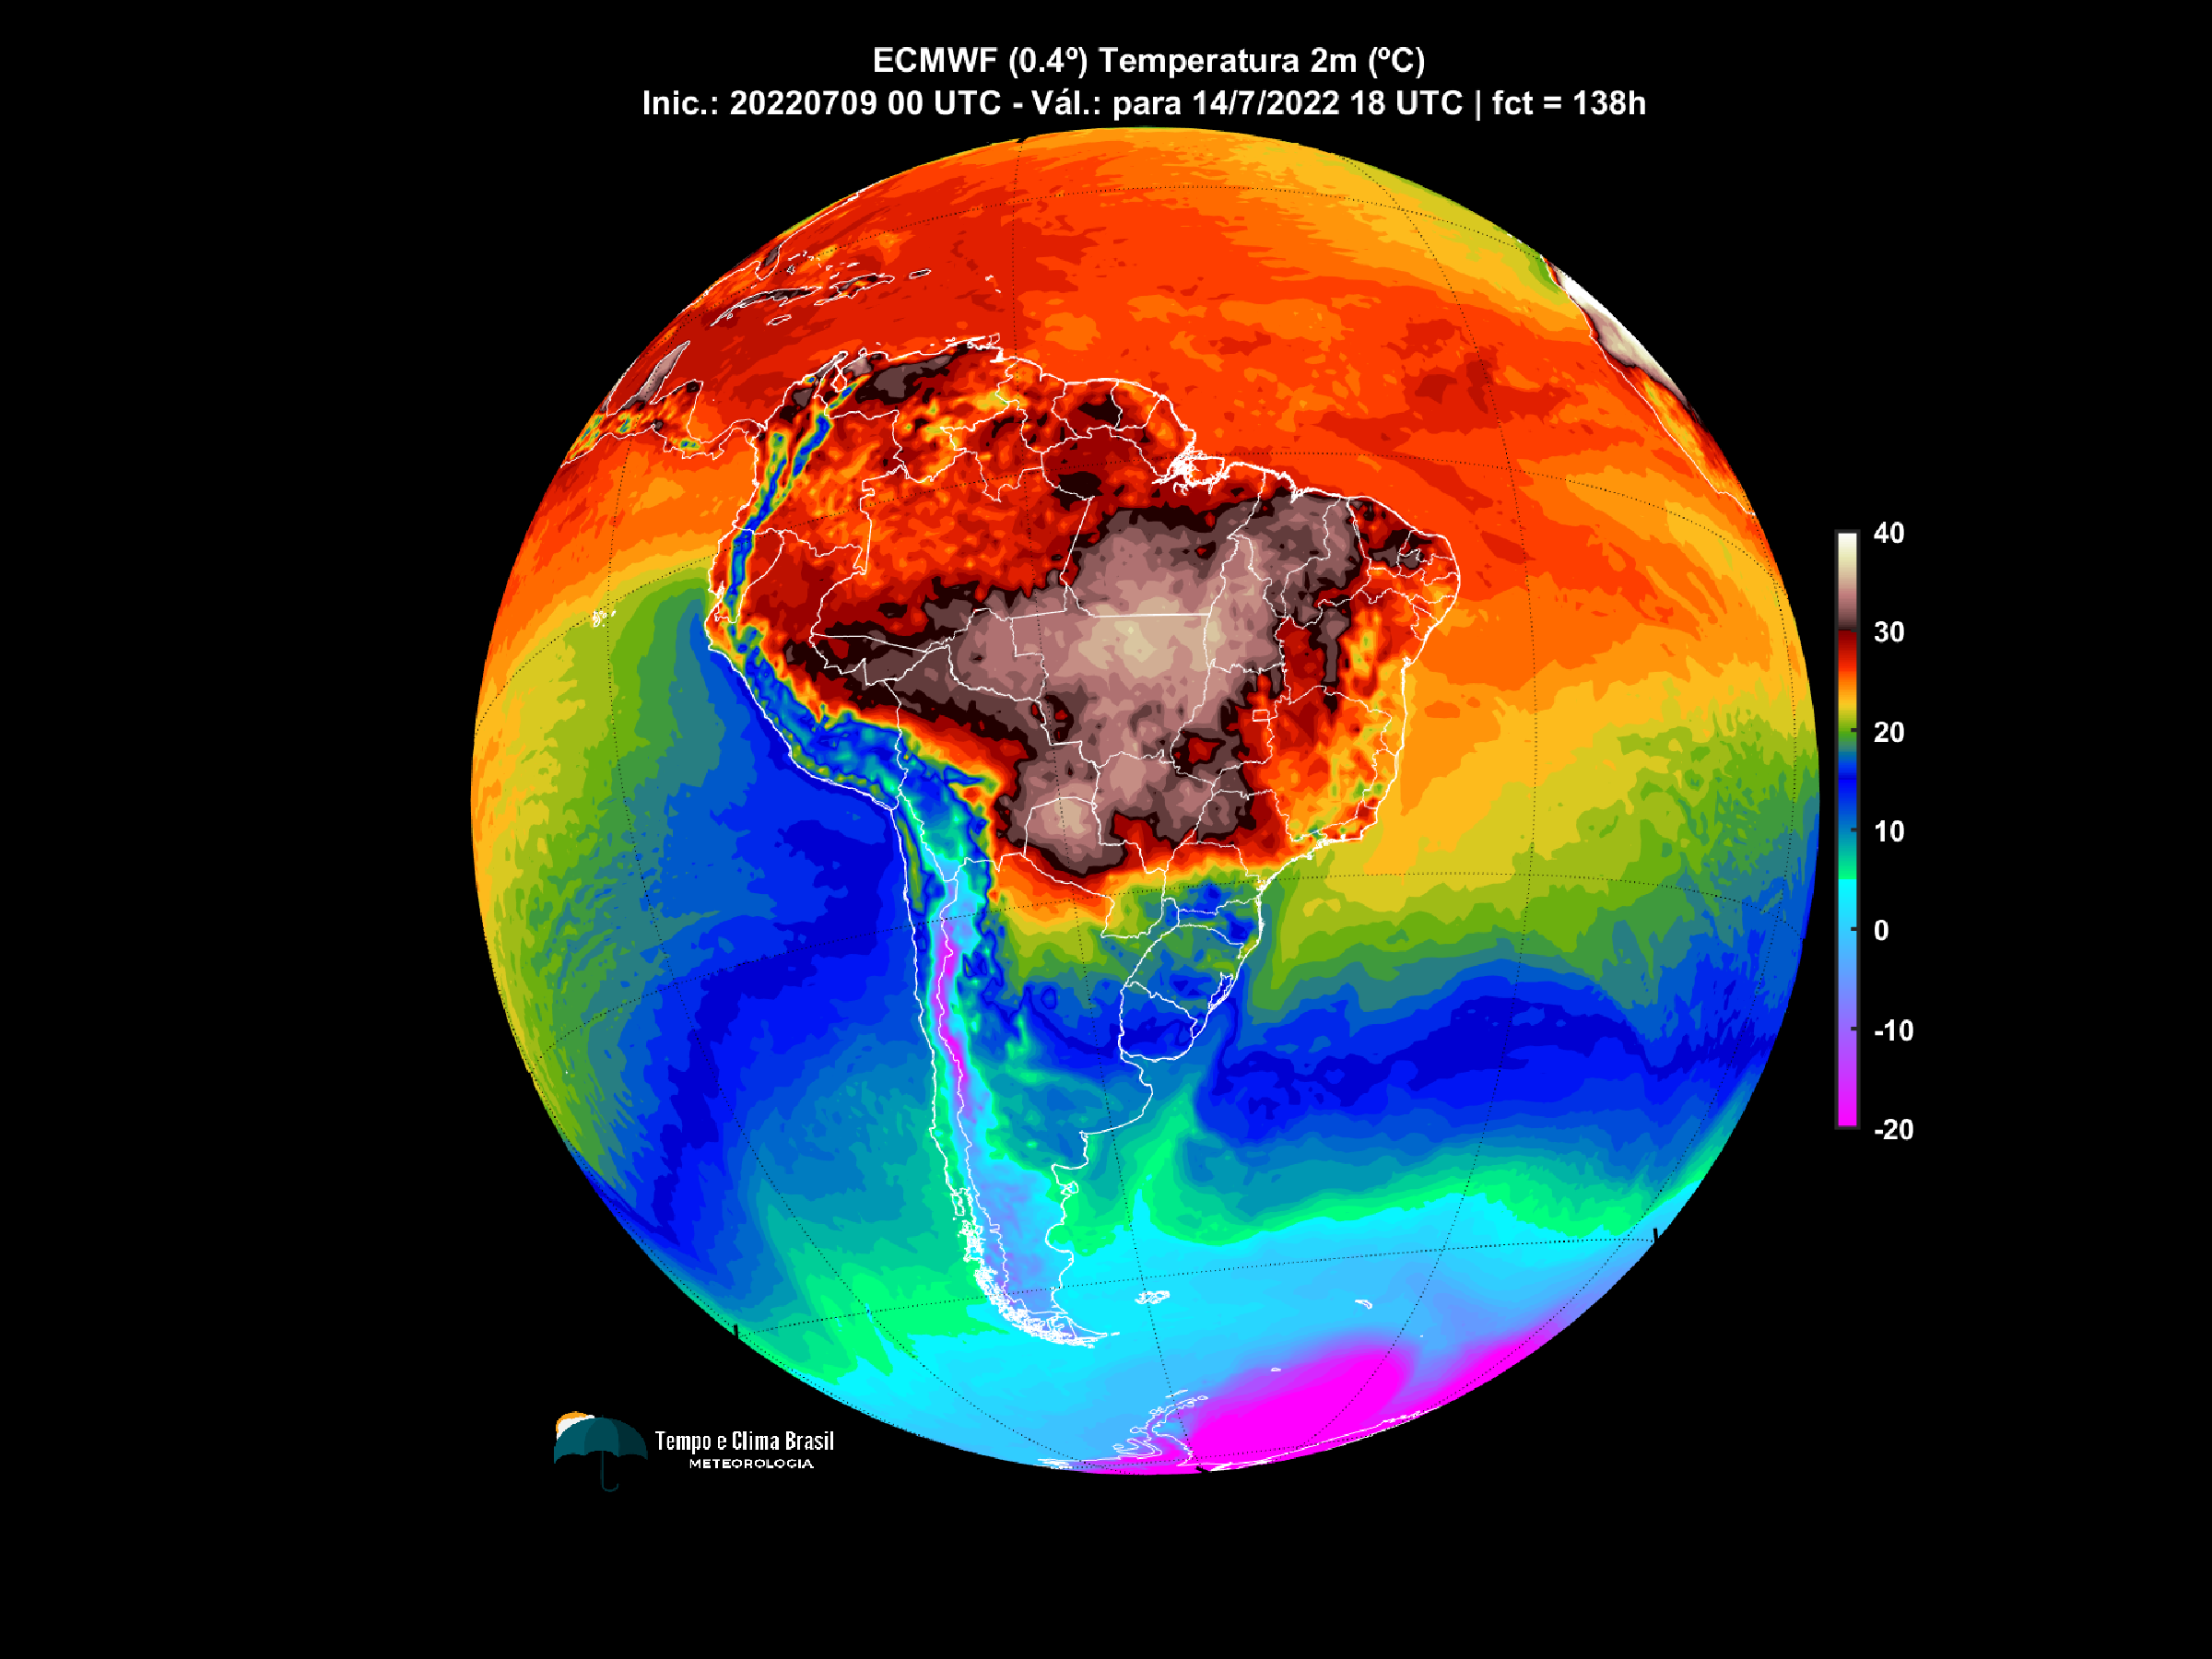 ECMWF (0.4º) Temperatura 2m (ºC)
Inic.: 20220709 00 UTC - Vál.: para 14/7/2022 18 UTC | fct = 138h
40
30
20
10
0
-10
-20
Tempo e Clima Brasil
METEOROLOGIA